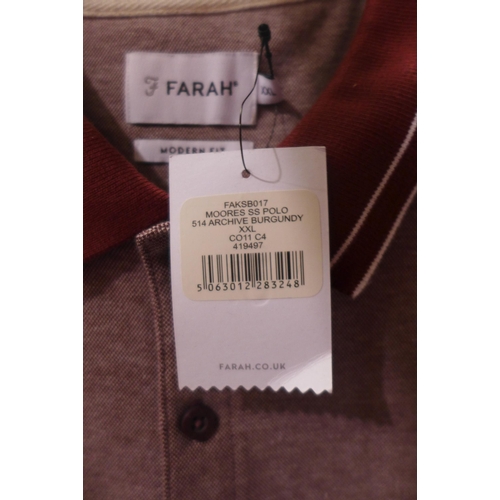 FARAH®
MODERN FIT
FAKSB017
MOORES SS POLO
514 ARCHIVE BURGUNDY
XXL
CO11 C4
419497
5 063012 283248
FARAH.CO.UK